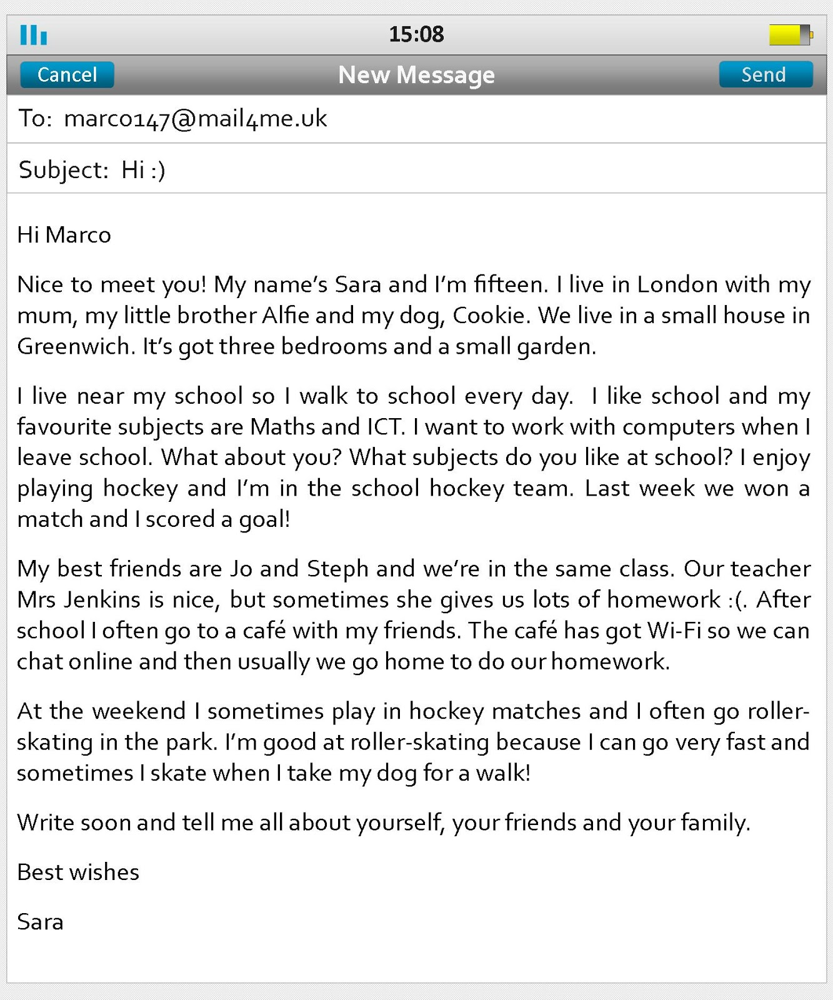 15:08
Cancel New Message Send
To: marco147@mail4me.uk
Subject: Hi :)
Hi Marco
Nice to meet you! My name’s Sara and I’m fifteen. I live in London with my
mum, my little brother Alfie and my dog, Cookie. We live in a small house in
Greenwich. It’s got three bedrooms and a small garden.
I live near my school so I walk to school every day. I like school and my
favourite subjects are Maths and ICT. I want to work with computers when I
leave school. What about you? What subjects do you like at school? I enjoy
playing hockey and I’m in the school hockey team. Last week we won a
match and I scored a goal!
My best friends are Jo and Steph and we’re in the same class. Our teacher
Mrs Jenkins is nice, but sometimes she gives us lots of homework :(. After
school I often go to a café with my friends. The café has got Wi-Fi so we can
chat online and then usually we go home to do our homework.
At the weekend I sometimes play in hockey matches and I often go roller-
skating in the park. I’m good at roller-skating because I can go very fast and
sometimes I skate when I take my dog for a walk!
Write soon and tell me all about yourself, your friends and your family.
Best wishes
Sara